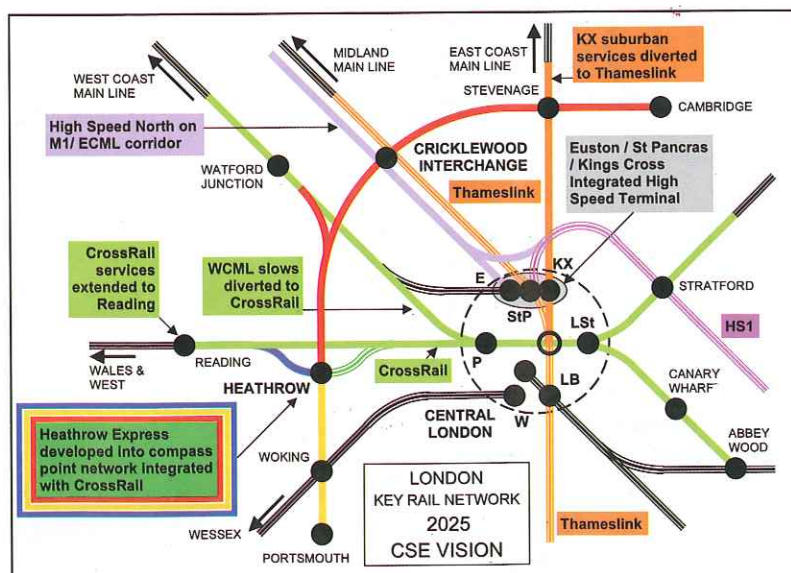 MIDLAND
MAIN LINE
EAST COAST
MAIN LINE
KX suburban
services diverted
to Thameslink
WEST COAST
MAIN LINE
STEVENAGE
CAMBRIDGE
High Speed North on
M1/ ECML corridor
CRICKLEWOOD
INTERCHANGE
Thameslink
Euston / St Pancras
/ Kings Cross
Integrated High
Speed Terminal
WATFORD
JUNCTION
CrossRail
services
extended to
Reading
WCML slows
diverted to
CrossRail
E
KX
StP
STRATFORD
HS1
LSt
READING
CrossRail
P
WALES &
WEST
HEATHROW
LB
CANARY
WHARF
CENTRAL
LONDON
W
Heathrow Express
developed into compass
point network integrated
with CrossRail
ABBEY
WOOD
WOKING
LONDON
KEY RAIL NETWORK
2025
CSE VISION
WESSEX
Thameslink
PORTSMOUTH